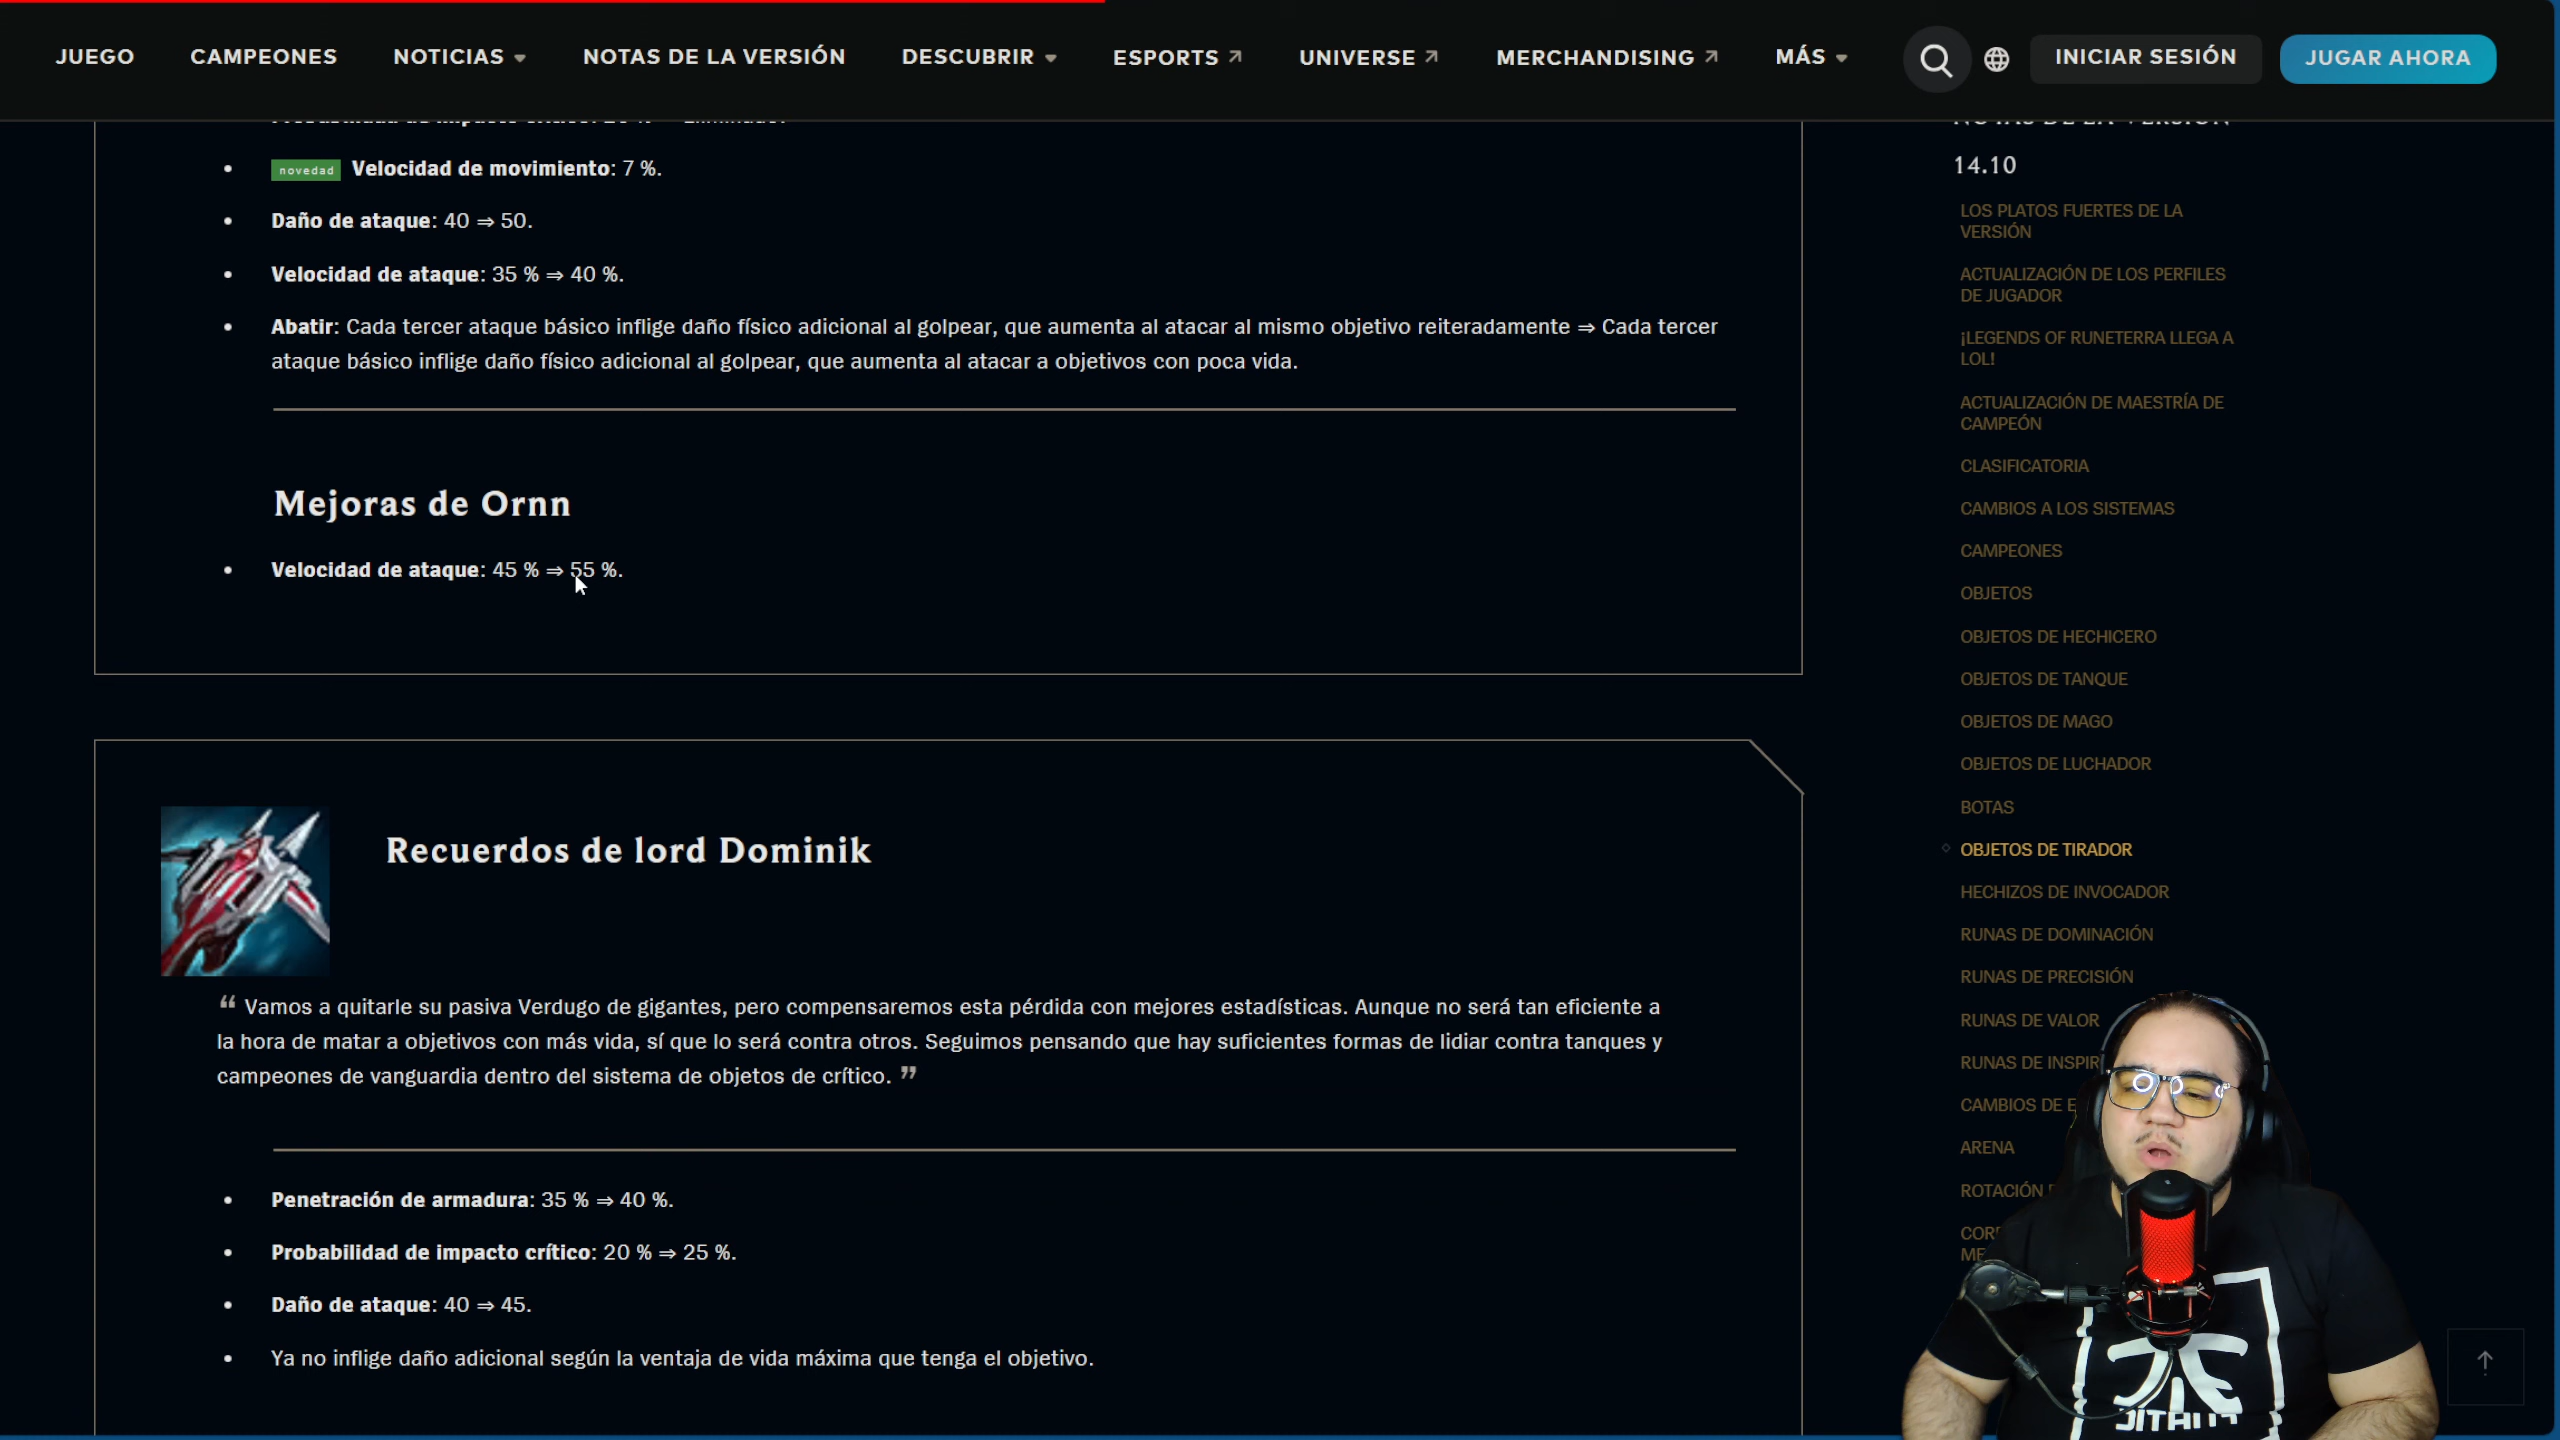 JUEGO CAMPEONES NOTICIAS NOTAS DE LA VERSIÓN DESCUBRIR ESPORTS UNIVERSE MERCHANDISING MÁS INICIAR SESIÓN JUGAR AHORA
novedad Velocidad de movimiento: 7 %.
• Daño de ataque: 40 ⇒ 50.
• Velocidad de ataque: 35 % ⇒ 40 %.
• Abatir: Cada tercer ataque básico inflige daño físico adicional al golpear, que aumenta al atacar al mismo objetivo reiteradamente ⇒ Cada tercer
ataque básico inflige daño físico adicional al golpear, que aumenta al atacar a objetivos con poca vida.
Mejoras de Ornn
• Velocidad de ataque: 45 % ⇒ 55 %.
Recuerdos de lord Dominik
“ Vamos a quitarle su pasiva Verdugo de gigantes, pero compensaremos esta pérdida con mejores estadísticas. Aunque no será tan eficiente a
la hora de matar a objetivos con más vida, sí que lo será contra otros. Seguimos pensando que hay suficientes formas de lidiar contra tanques y
campeones de vanguardia dentro del sistema de objetos de crítico. ”
• Penetración de armadura: 35 % ⇒ 40 %.
• Probabilidad de impacto crítico: 20 % ⇒ 25 %.
• Daño de ataque: 40 ⇒ 45.
• Ya no inflige daño adicional según la ventaja de vida máxima que tenga el objetivo.
NOTAS DE LA VERSIÓN
14.10
LOS PLATOS FUERTES DE LA
VERSIÓN
ACTUALIZACIÓN DE LOS PERFILES
DE JUGADOR
¡LEGENDS OF RUNETERRA LLEGA A
LOL!
ACTUALIZACIÓN DE MAESTRÍA DE
CAMPEÓN
CLASIFICATORIA
CAMBIOS A LOS SISTEMAS
CAMPEONES
OBJETOS
OBJETOS DE HECHICERO
OBJETOS DE TANQUE
OBJETOS DE MAGO
OBJETOS DE LUCHADOR
BOTAS
OBJETOS DE TIRADOR
HECHIZOS DE INVOCADOR
RUNAS DE DOMINACIÓN
RUNAS DE PRECISIÓN
RUNAS DE VALOR
RUNAS DE
CAMBIOS DE
ARENA
ROTACIÓN